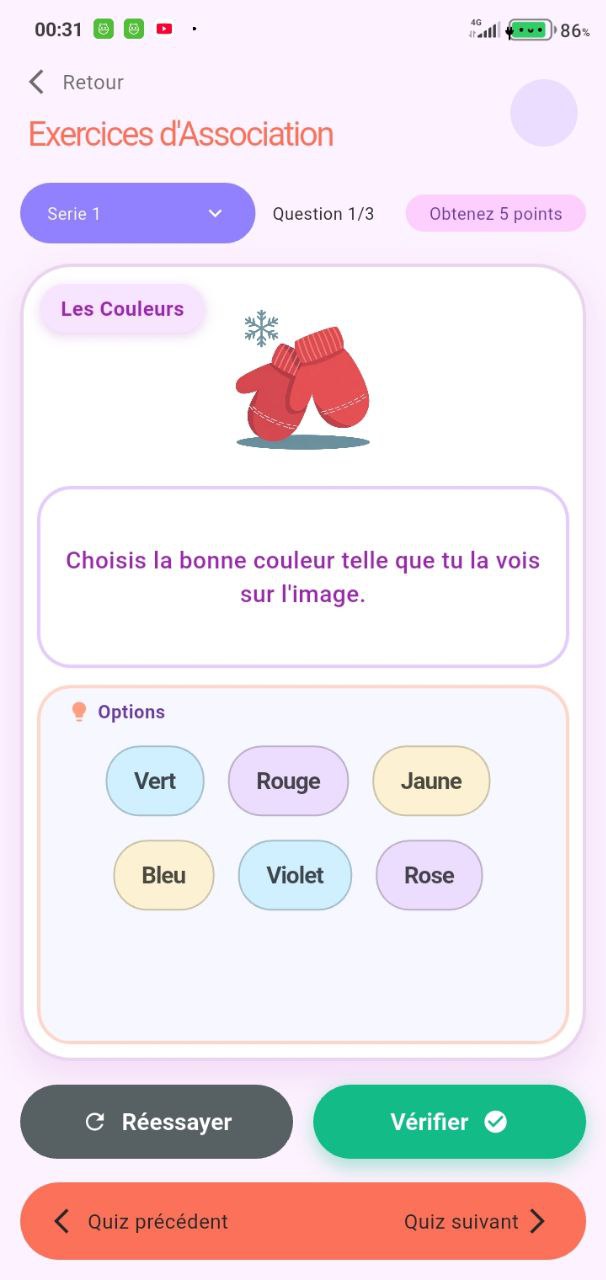 00:31
4G
86%
Retour
Exercices d'Association
Serie 1
Question 1/3
Obtenez 5 points
Les Couleurs
Choisis la bonne couleur telle que tu la vois
sur l'image.
Options
Vert
Rouge
Jaune
Bleu
Violet
Rose
Réessayer
Vérifier
Quiz précédent
Quiz suivant